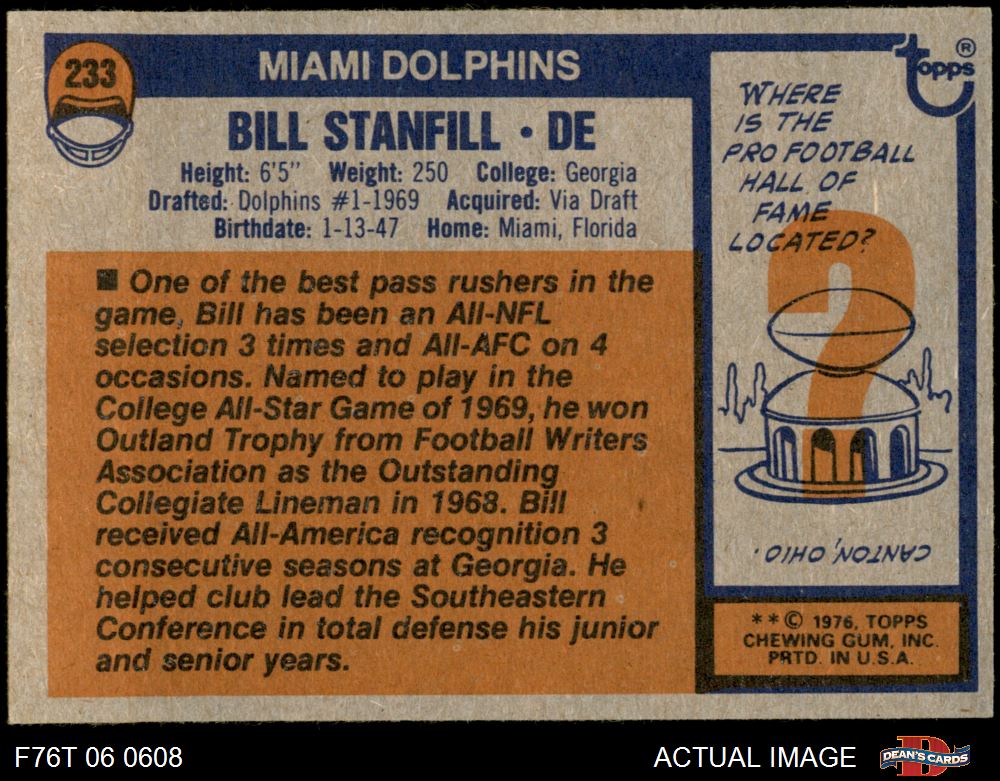 233
MIAMI DOLPHINS
BILL STANFILL · DE
Height: 6'5" Weight: 250 College: Georgia
Drafted: Dolphins #1-1969 Acquired: Via Draft
Birthdate: 1-13-47 Home: Miami, Florida
■ One of the best pass rushers in the
game, Bill has been an All-NFL
selection 3 times and All-AFC on 4
occasions. Named to play in the
College All-Star Game of 1969, he won
Outland Trophy from Football Writers
Association as the Outstanding
Collegiate Lineman in 1968. Bill
received All-America recognition 3
consecutive seasons at Georgia. He
helped club lead the Southeastern
Conference in total defense his junior
and senior years.
Topps ®
WHERE
IS THE
PRO FOOTBALL
HALL OF
FAME
LOCATED?
?
CANTON, OHIO.
**© 1976, TOPPS
CHEWING GUM, INC.
PRTD. IN U.S.A.
F76T 06 0608
ACTUAL IMAGE
D
DEAN'S CARDS